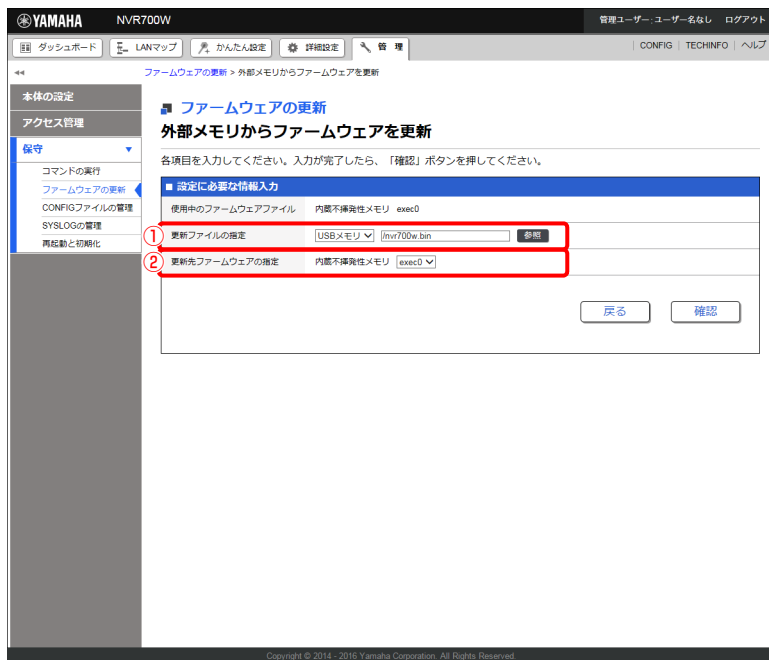 YAMAHA NVR700W 管理ユーザー:ユーザー名なし ログアウト
ダッシュボード LANマップ かんたん設定 詳細設定 管 理 CONFIG | TECHINFO | ヘルプ
◀◀ ファームウェアの更新 > 外部メモリからファームウェアを更新
本体の設定
アクセス管理
保守 ▼
コマンドの実行
ファームウェアの更新
CONFIGファイルの管理
SYSLOGの管理
再起動と初期化
ファームウェアの更新
外部メモリからファームウェアを更新
各項目を入力してください。入力が完了したら、「確認」ボタンを押してください。
■ 設定に必要な情報入力
使用中のファームウェアファイル 内蔵不揮発性メモリ exec0
① 更新ファイルの指定 USBメモリ /nvr700w.bin 参照
② 更新先ファームウェアの指定 内蔵不揮発性メモリ exec0
戻る 確認
Copyright © 2014 - 2016 Yamaha Corporation. All Rights Reserved.